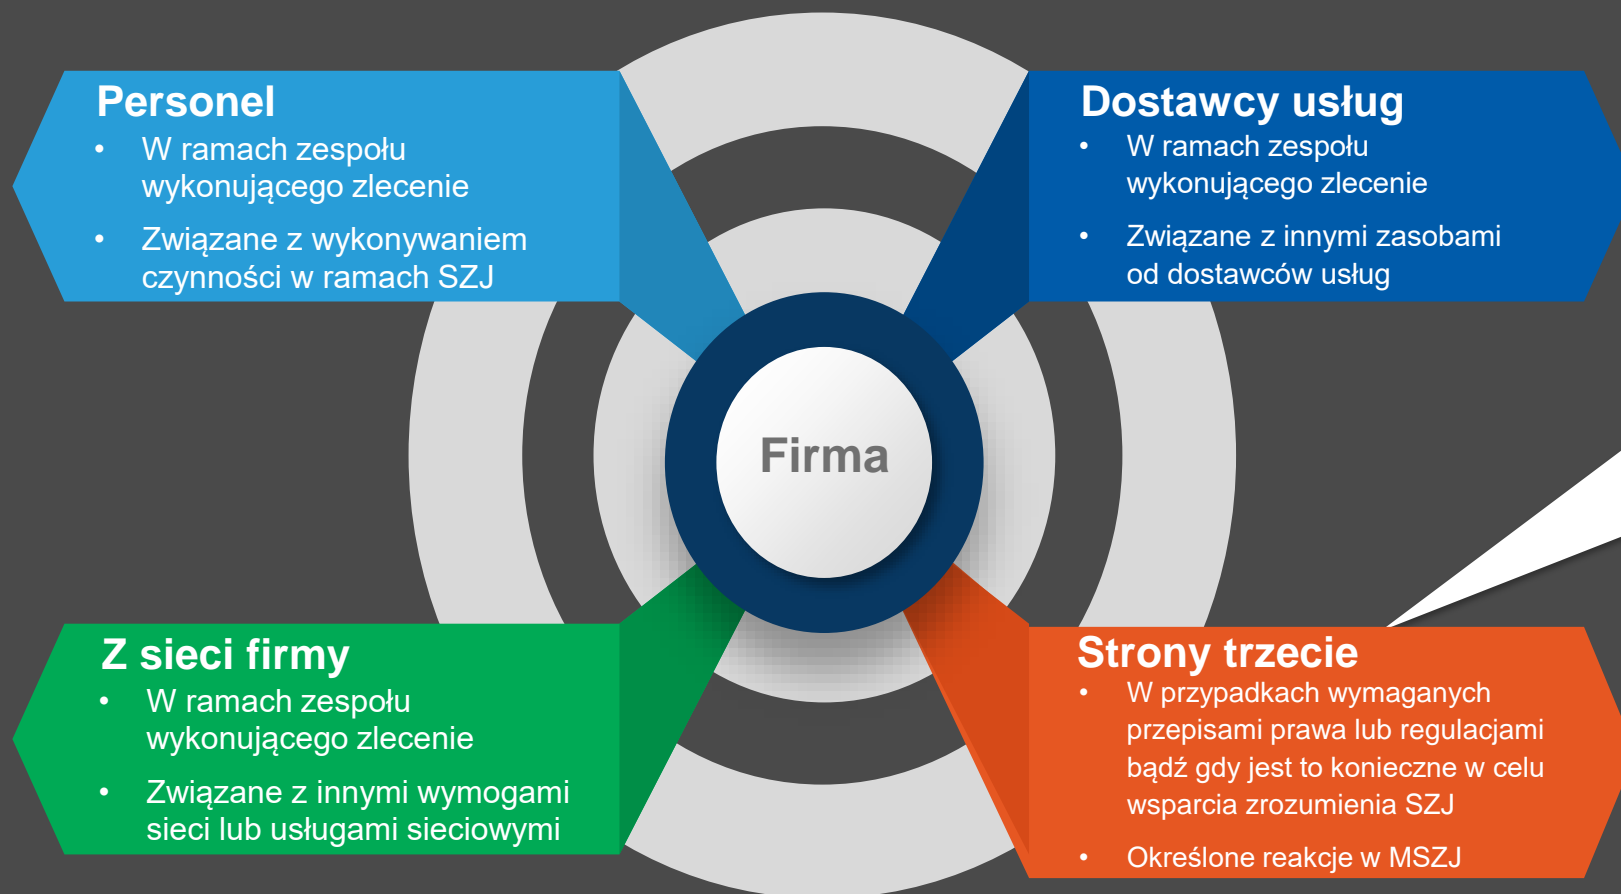 Personel
• W ramach zespołu
wykonującego zlecenie
• Związane z wykonywaniem
czynności w ramach SZJ
Dostawcy usług
• W ramach zespołu
wykonującego zlecenie
• Związane z innymi zasobami
od dostawców usług
Firma
Z sieci firmy
• W ramach zespołu
wykonującego zlecenie
• Związane z innymi wymogami
sieci lub usługami sieciowymi
Strony trzecie
• W przypadkach wymaganych
przepisami prawa lub regulacjami
bądź gdy jest to konieczne w celu
wsparcia zrozumienia SZJ
• Określone reakcje w MSZJ